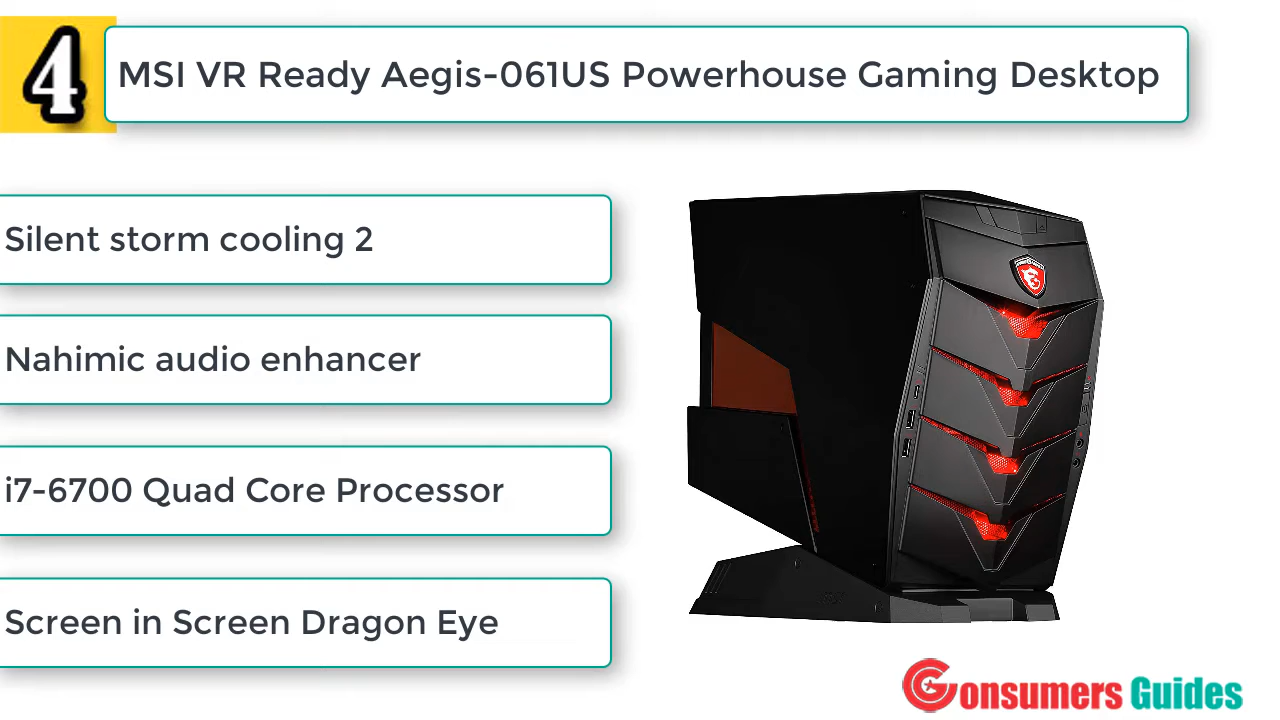 4
MSI VR Ready Aegis-061US Powerhouse Gaming Desktop
Silent storm cooling 2
Nahimic audio enhancer
i7-6700 Quad Core Processor
Screen in Screen Dragon Eye
Consumers Guides